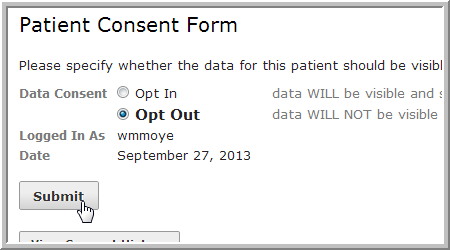 Patient Consent Form
Please specify whether the data for this patient should be
Data Consent Opt In data WILL be visible and
Opt Out data WILL NOT be visible
Logged In As wmmoye
Date September 27, 2013
Submit